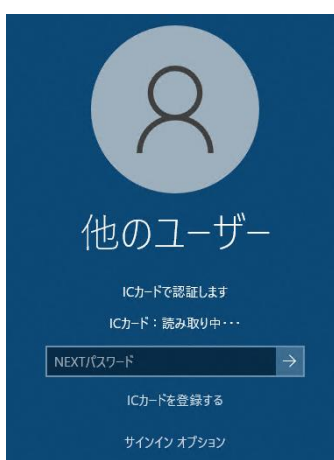 他のユーザー
ICカードで認証します
ICカード：読み取り中・・・
NEXTパスワード
ICカードを登録する
サインイン オプション